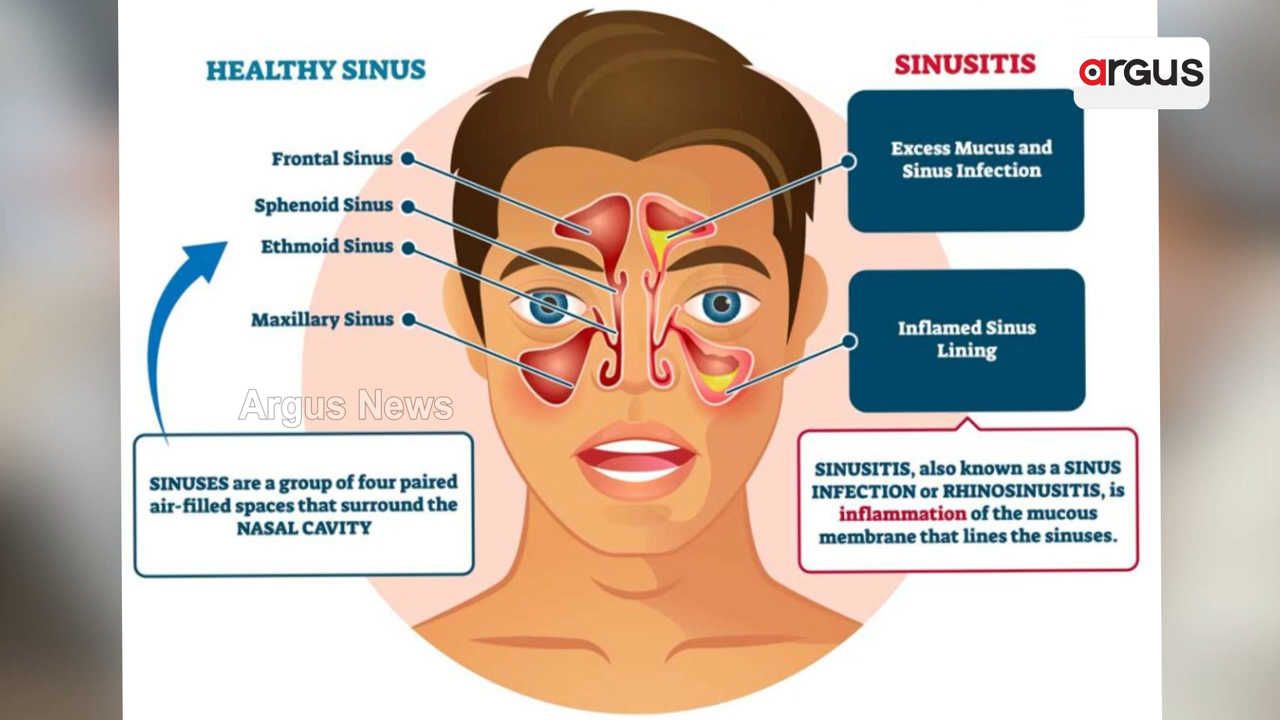 HEALTHY SINUS
Frontal Sinus
Sphenoid Sinus
Ethmoid Sinus
Maxillary Sinus
Argus News
SINUSES are a group of four paired
air-filled spaces that surround the
NASAL CAVITY
SINUSITIS
argus
Excess Mucus and
Sinus Infection
Inflamed Sinus
Lining
SINUSITIS, also known as a SINUS
INFECTION or RHINOSINUSITIS, is
inflammation of the mucous
membrane that lines the sinuses.